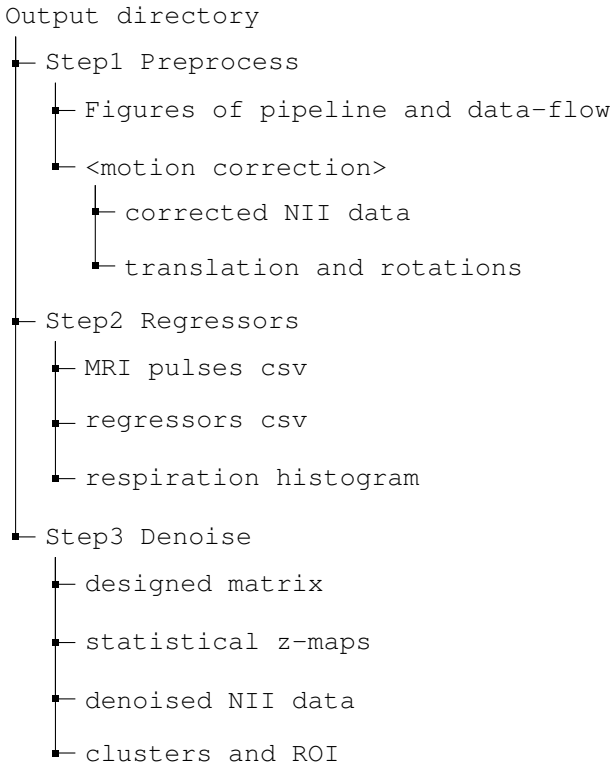 Output directory
Step1 Preprocess
Figures of pipeline and data-flow
<motion correction>
corrected NII data
translation and rotations
Step2 Regressors
MRI pulses csv
regressors csv
respiration histogram
Step3 Denoise
designed matrix
statistical z-maps
denoised NII data
clusters and ROI